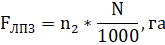 Fлпз = n₂ * N/1000, га